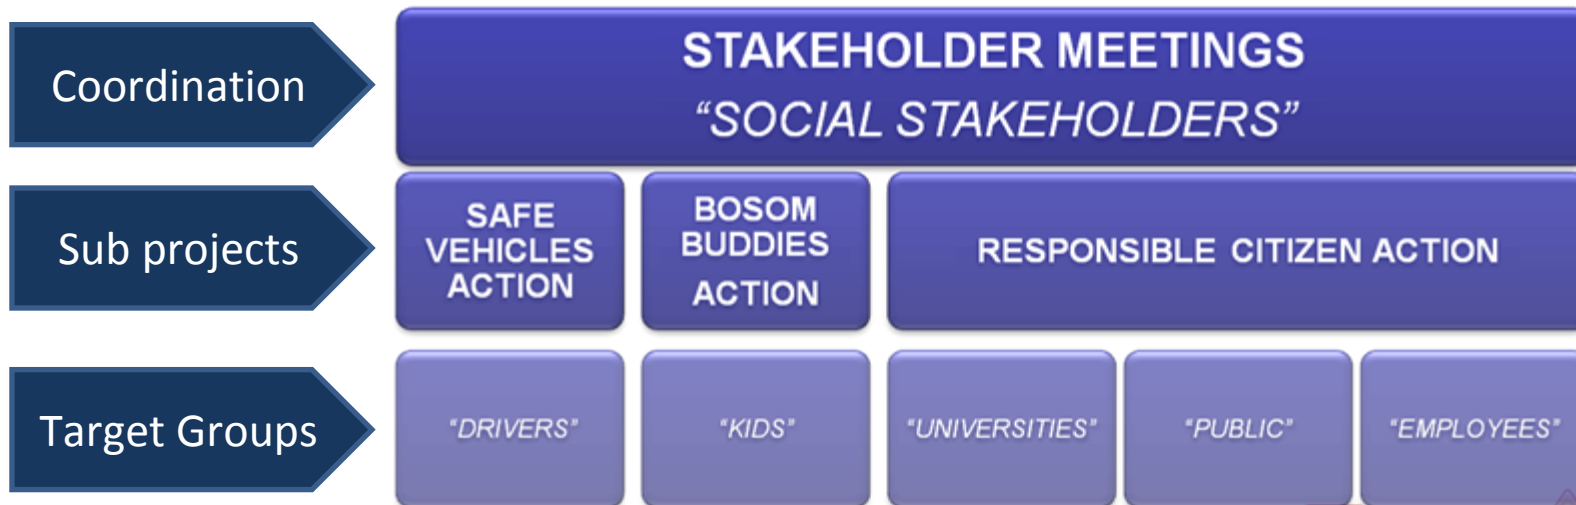 Coordination
STAKEHOLDER MEETINGS
“SOCIAL STAKEHOLDERS”
Sub projects
SAFE
VEHICLES
ACTION
BOSOM
BUDDIES
ACTION
RESPONSIBLE CITIZEN ACTION
Target Groups
“DRIVERS”
“KIDS”
“UNIVERSITIES”
“PUBLIC”
“EMPLOYEES”